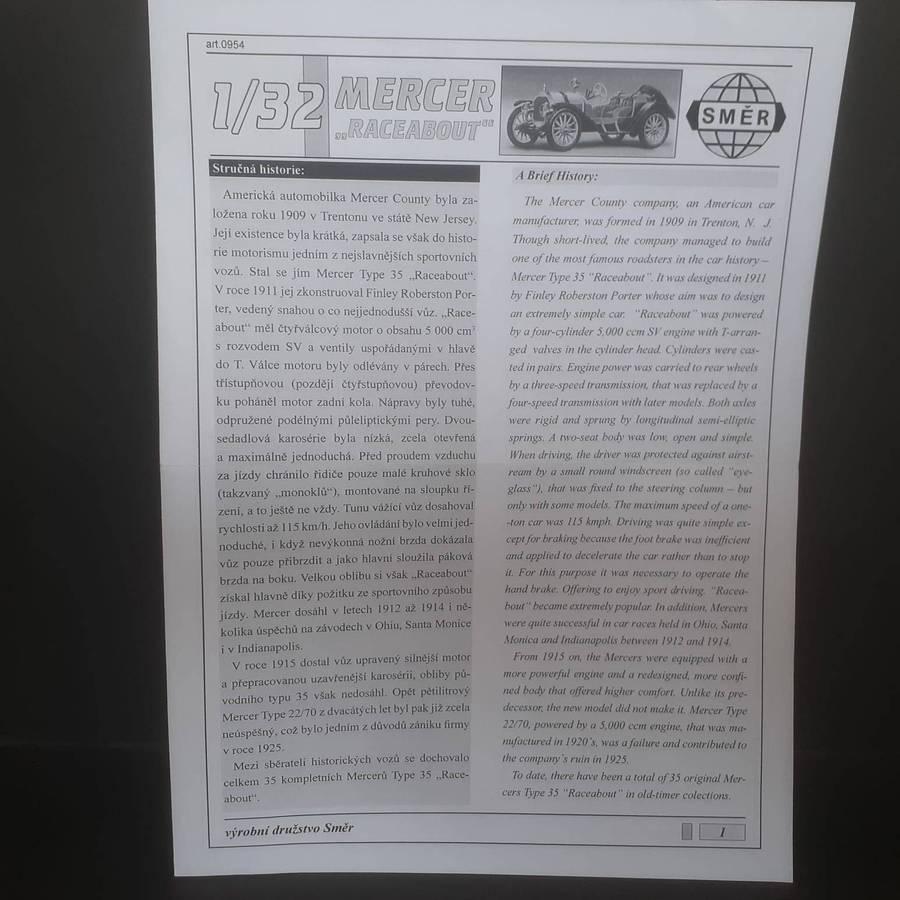 art.0954
1/32
MERCER
„RACEABOUT“
SMĚR
Stručná historie:
Americká automobilka Mercer County byla za-
ložena roku 1909 v Trentonu ve státě New Jersey.
Její existence byla krátká, zapsala se však do histo-
rie motorismu jedním z nejslavnějších sportovních
vozů. Stal se jím Mercer Type 35 „Raceabout“.
V roce 1911 jej zkonstruoval Finley Roberston Por-
ter, vedený snahou o co nejjednodušší vůz. „Race-
about“ měl čtyřválcový motor o obsahu 5 000 cm³
s rozvodem SV a ventily uspořádanými v hlavě
do T. Válce motoru byly odlévány v párech. Přes
třístupňovou (později čtyřstupňovou) převodov-
ku poháněl motor zadní kola. Nápravy byly tuhé,
odpružené podélnými půleliptickými pery. Dvou-
sedadlová karosérie byla nízká, zcela otevřená
a maximálně jednoduchá. Před proudem vzduchu
za jízdy chránilo řidiče pouze malé kruhové sklo
(takzvaný „monokl“), montované na sloupku ří-
zení, a to ještě ne vždy. Tunu vážící vůz dosahoval
rychlosti až 115 km/h. Jeho ovládání bylo velmi jed-
noduché, i když nevýkonná nožní brzda dokázala
vůz pouze přibrzdit a jako hlavní sloužila páková
brzda na boku. Velkou oblibu si však „Raceabout“
získal hlavně díky požitku ze sportovního způsobu
jízdy. Mercer dosáhl v letech 1912 až 1914 i ně-
kolika úspěchů na závodech v Ohiu, Santa Monice
i v Indianapolis.
V roce 1915 dostal vůz upravený silnější motor
a přepracovanou uzavřenější karosérii, obliby pů-
vodního typu 35 však nedosáhl. Opět pětilitrový
Mercer Type 22/70 z dvacátých let byl pak již zcela
neúspěšný, což bylo jedním z důvodů zániku firmy
v roce 1925.
Mezi sběrateli historických vozů se dochovalo
celkem 35 kompletních Mercerů Type 35 „Race-
about“.
A Brief History:
The Mercer County company, an American car
manufacturer, was formed in 1909 in Trenton, N. J.
Though short-lived, the company managed to build
one of the most famous roadsters in the car history –
Mercer Type 35 "Raceabout". It was designed in 1911
by Finley Roberston Porter whose aim was to design
an extremely simple car. "Raceabout" was powered
by a four-cylinder 5,000 ccm SV engine with T-arran-
ged valves in the cylinder head. Cylinders were cas-
ted in pairs. Engine power was carried to rear wheels
by a three-speed transmission, that was replaced by a
four-speed transmission with later models. Both axles
were rigid and sprung by longitudinal semi-elliptic
springs. A two-seat body was low, open and simple.
When driving, the driver was protected against airst-
ream by a small round windscreen (so called "eye-
glass"), that was fixed to the steering column – but
only with some models. The maximum speed of a one-
-ton car was 115 kmph. Driving was quite simple ex-
cept for braking because the foot brake was inefficient
and applied to decelerate the car rather than to stop
it. For this purpose it was necessary to operate the
hand brake. Offering to enjoy sport driving. "Racea-
bout" became extremely popular. In addition, Mercers
were quite successful in car races held in Ohio, Santa
Monica and Indianapolis between 1912 and 1914.
From 1915 on, the Mercers were equipped with a
more powerful engine and a redesigned, more confi-
ned body that offered higher comfort. Unlike its pre-
decessor, the new model did not make it. Mercer Type
22/70, powered by a 5,000 ccm engine, that was ma-
nufactured in 1920's, was a failure and contributed to
the company's ruin in 1925.
To date, there have been a total of 35 original Mer-
cers Type 35 "Raceabout" in old-timer colections.
výrobní družstvo Směr
1